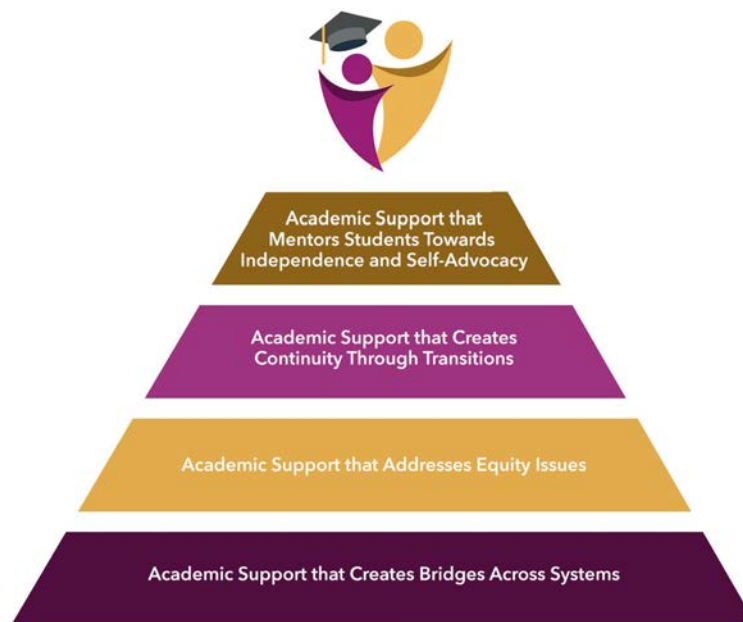 Academic Support that
Mentors Students Towards
Independence and Self-Advocacy
Academic Support that Creates
Continuity Through Transitions
Academic Support that Addresses Equity Issues
Academic Support that Creates Bridges Across Systems